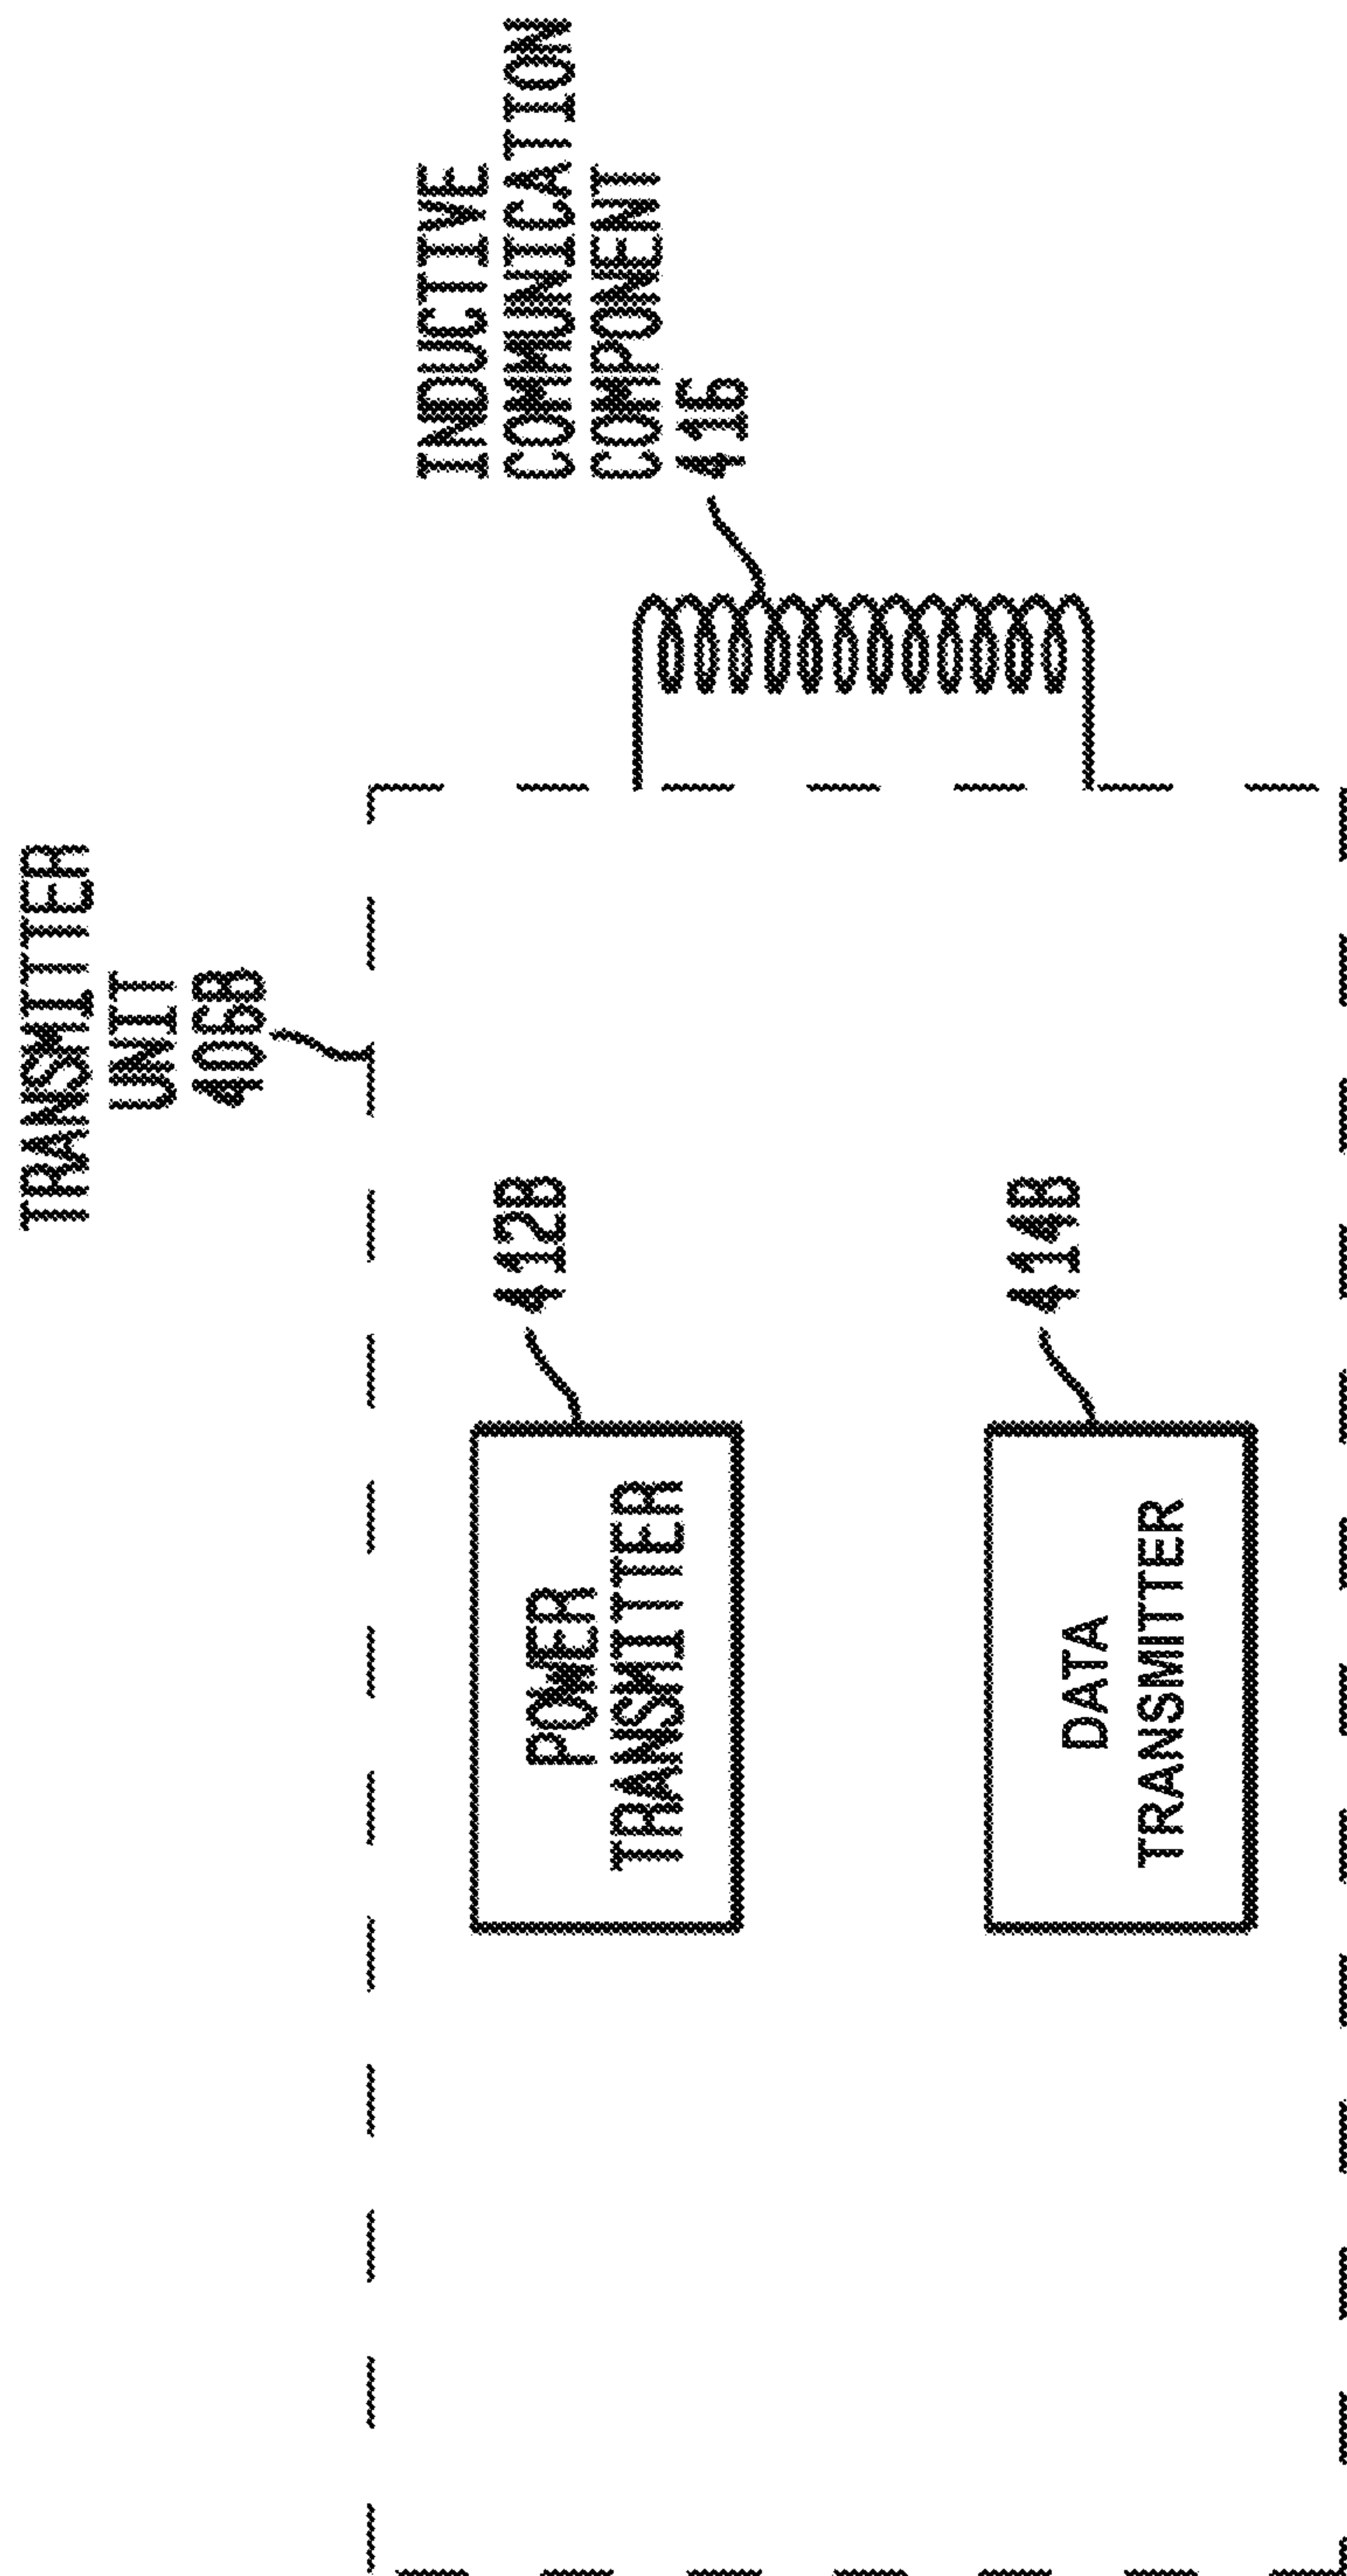 TRANSMITTER
UNIT
406B
INDUCTIVE
COMMUNICATION
COMPONENT
416
412B
POWER
TRANSMITTER
414B
DATA
TRANSMITTER